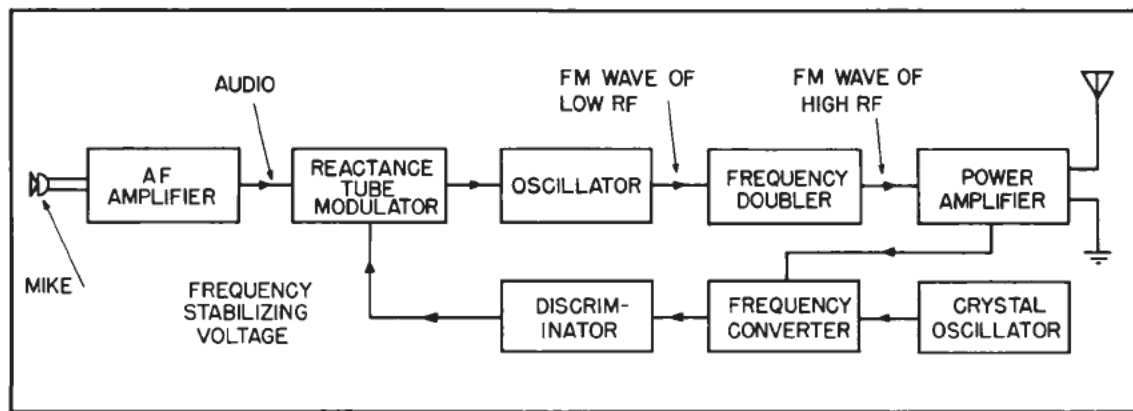 FM WAVE OF
LOW RF
FM WAVE OF
HIGH RF
AUDIO
AF
AMPLIFIER
REACTANCE
TUBE
MODULATOR
OSCILLATOR
FREQUENCY
DOUBLER
POWER
AMPLIFIER
MIKE
FREQUENCY
STABILIZING
VOLTAGE
DISCRIM-
INATOR
FREQUENCY
CONVERTER
CRYSTAL
OSCILLATOR